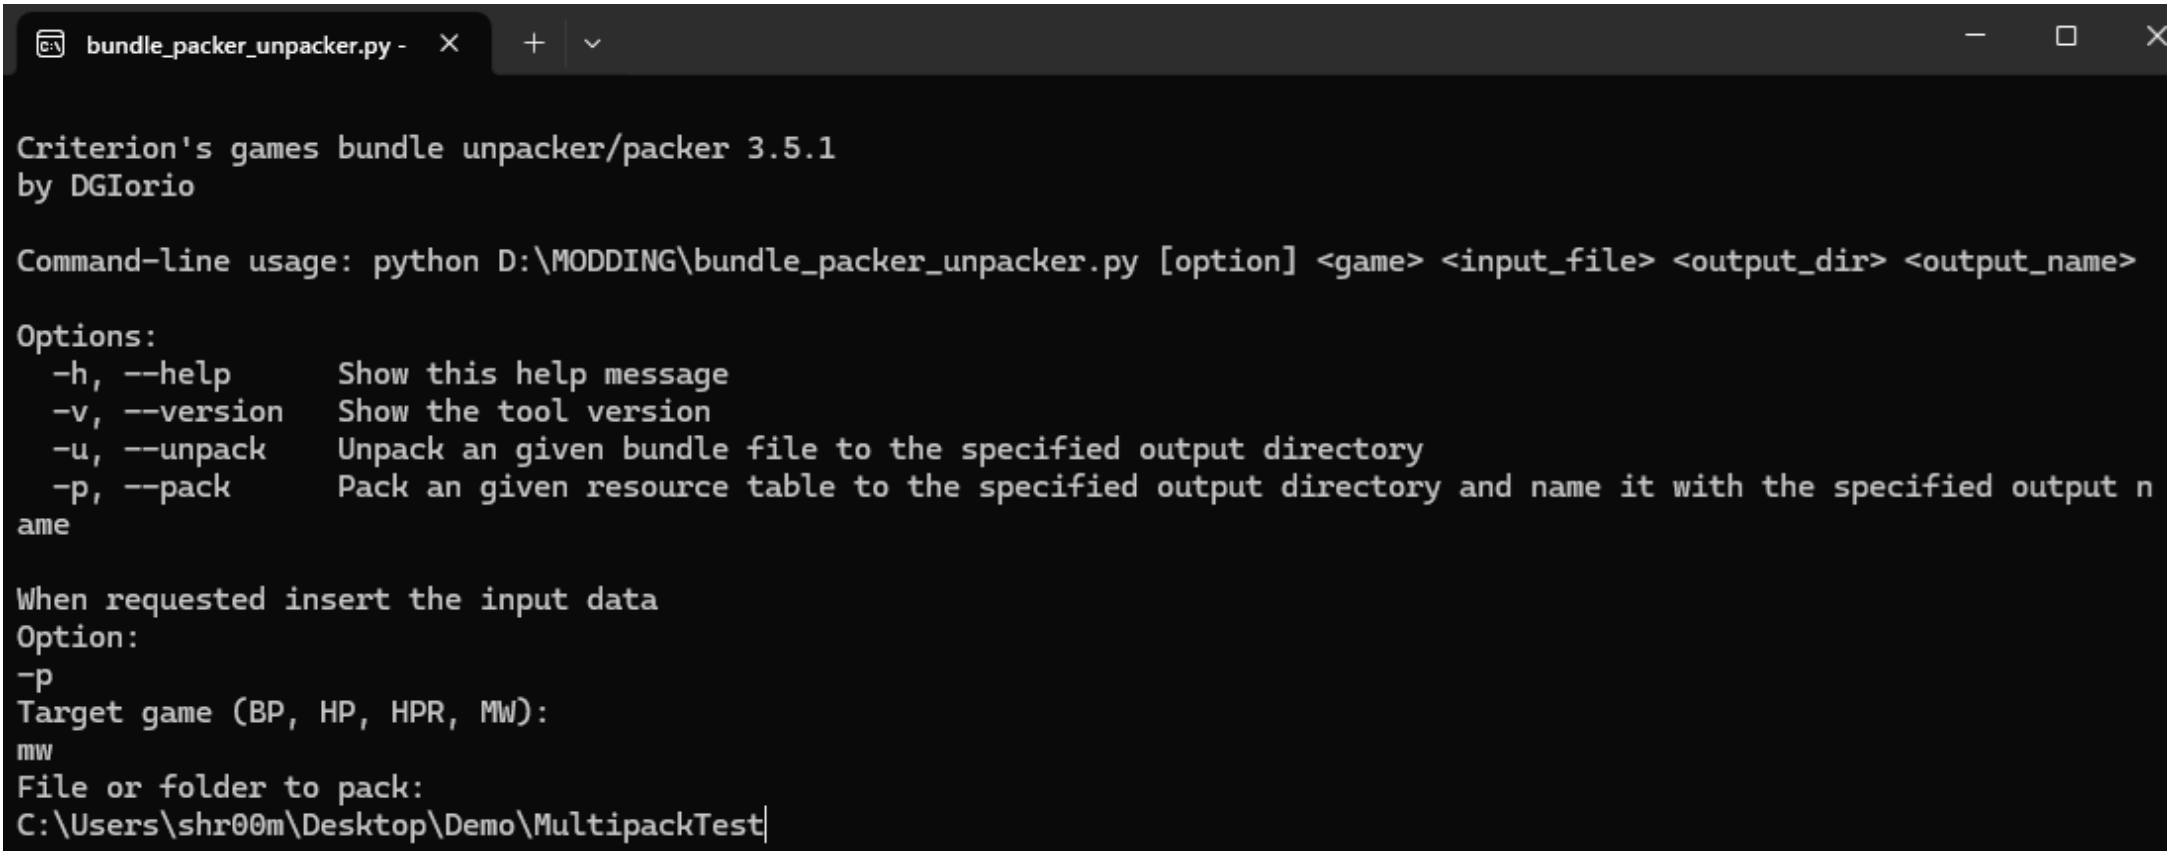 bundle_packer_unpacker.py -
Criterion's games bundle unpacker/packer 3.5.1
by DGIorio
Command-line usage: python D:\MODDING\bundle_packer_unpacker.py [option] <game> <input_file> <output_dir> <output_name>
Options:
-h, --help Show this help message
-v, --version Show the tool version
-u, --unpack Unpack an given bundle file to the specified output directory
-p, --pack Pack an given resource table to the specified output directory and name it with the specified output n
ame
When requested insert the input data
Option:
-p
Target game (BP, HP, HPR, MW):
mw
File or folder to pack:
C:\Users\shr00m\Desktop\Demo\MultipackTest